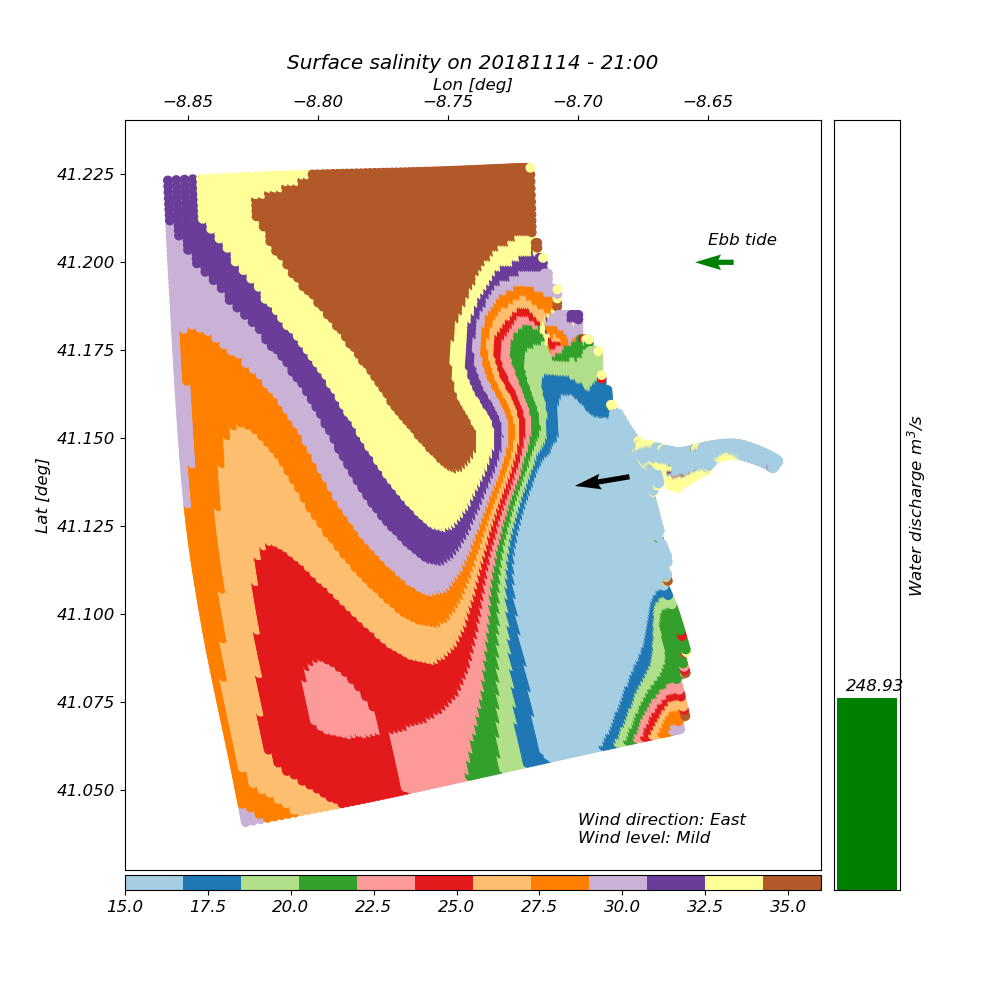 Surface salinity on 20181114 - 21:00
Lon [deg]
−8.85 −8.80 −8.75 −8.70 −8.65
41.225
41.200
41.175
41.150
41.125
41.100
41.075
41.050
Lat [deg]
Ebb tide
Wind direction: East
Wind level: Mild
15.0 17.5 20.0 22.5 25.0 27.5 30.0 32.5 35.0
248.93
Water discharge m³/s